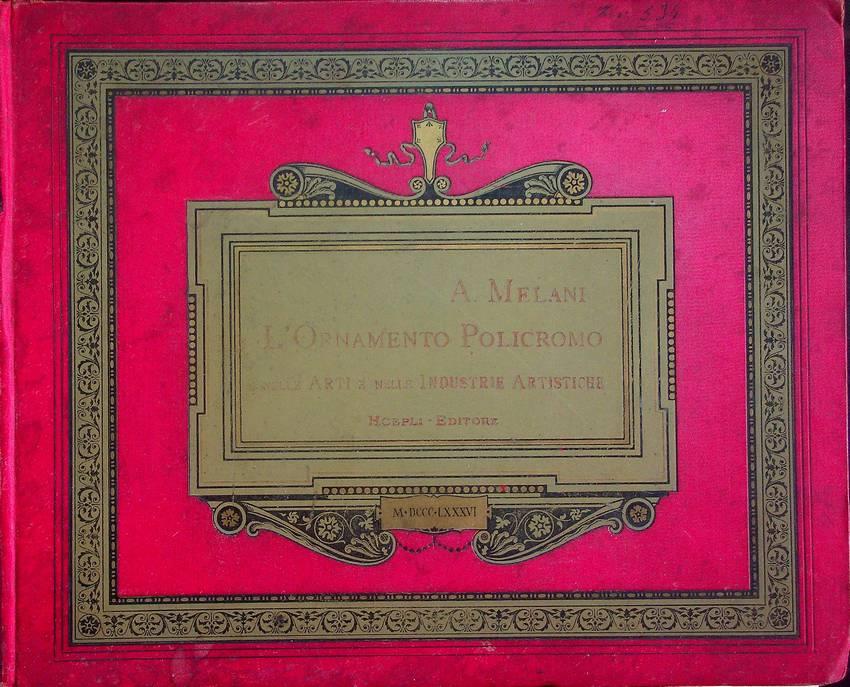 A. MELANI
L'ORNAMENTO POLICROMO
NELLE ARTI E NELLE INDUSTRIE ARTISTICHE
HOEPLI - EDITORE
M·DCCC·LXXXVI